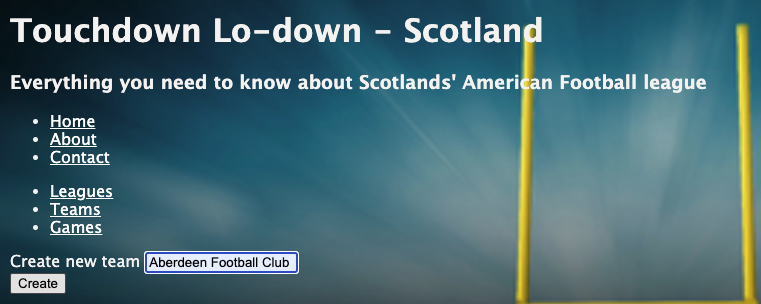 Touchdown Lo-down - Scotland
Everything you need to know about Scotlands' American Football league
Home
About
Contact
Leagues
Teams
Games
Create new team Aberdeen Football Club
Create